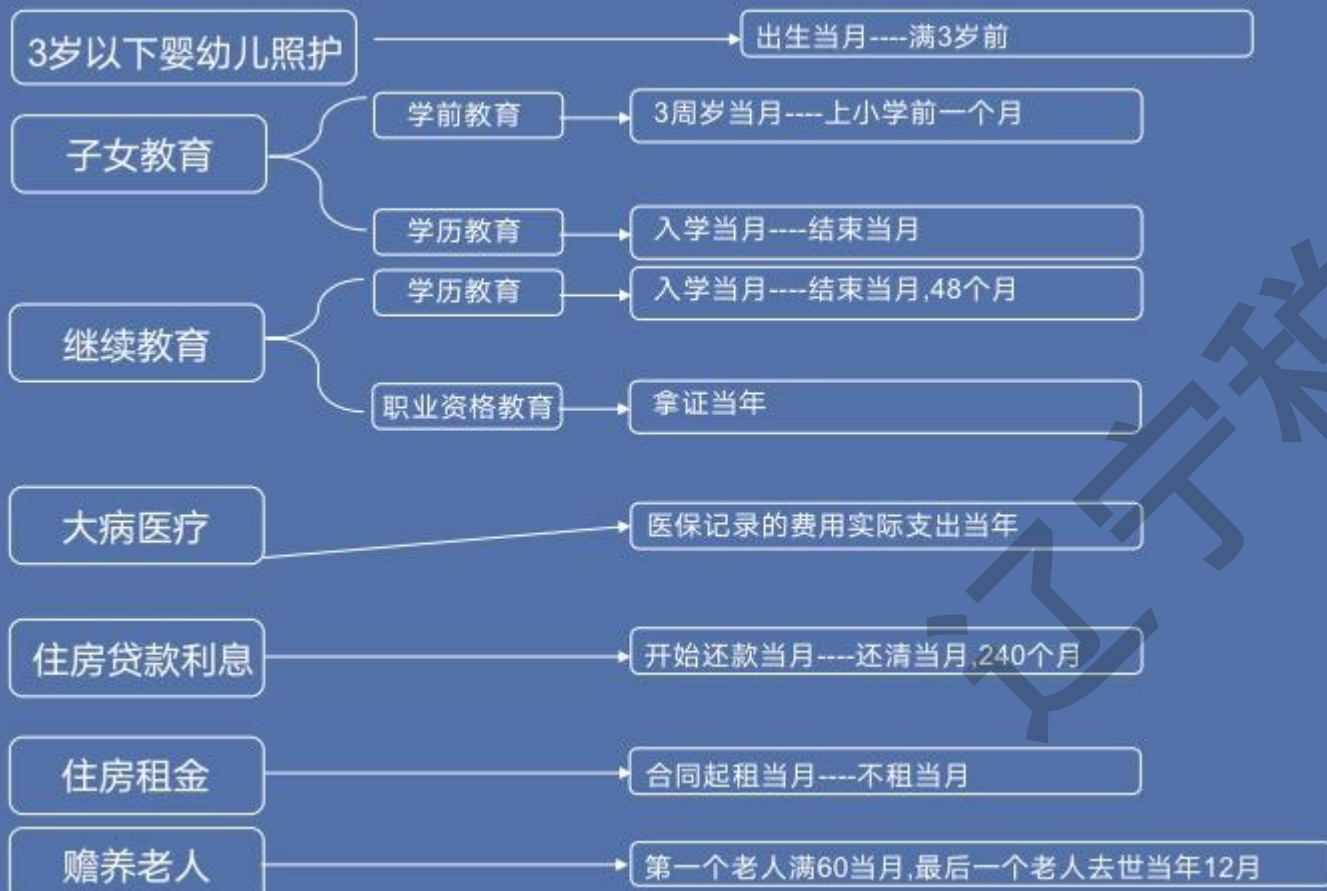 3岁以下婴幼儿照护
出生当月----满3岁前
子女教育
学前教育
3周岁当月----上小学前一个月
学历教育
入学当月----结束当月
继续教育
学历教育
入学当月----结束当月,48个月
职业资格教育
拿证当年
大病医疗
医保记录的费用实际支出当年
住房贷款利息
开始还款当月----还清当月,240个月
住房租金
合同起租当月----不租当月
赡养老人
第一个老人满60当月,最后一个老人去世当年12月
辽宁税